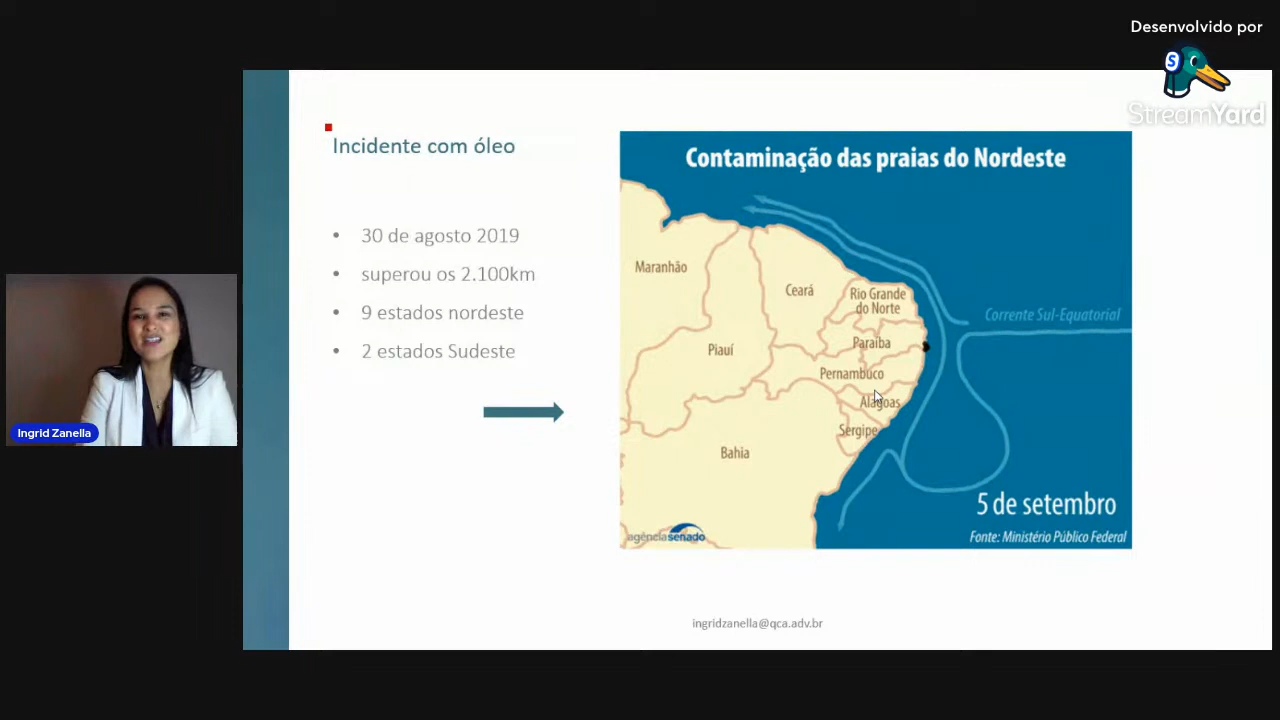 Desenvolvido por
S
StreamYard
Incidente com óleo
• 30 de agosto 2019
• superou os 2.100km
• 9 estados nordeste
• 2 estados Sudeste
Contaminação das praias do Nordeste
Maranhão
Ceará
Rio Grande
do Norte
Corrente Sul-Equatorial
Piauí
Paraíba
Pernambuco
Alagoas
Sergipe
Bahia
5 de setembro
agênciasenado
Fonte: Ministério Público Federal
Ingrid Zanella
ingridzanella@qca.adv.br